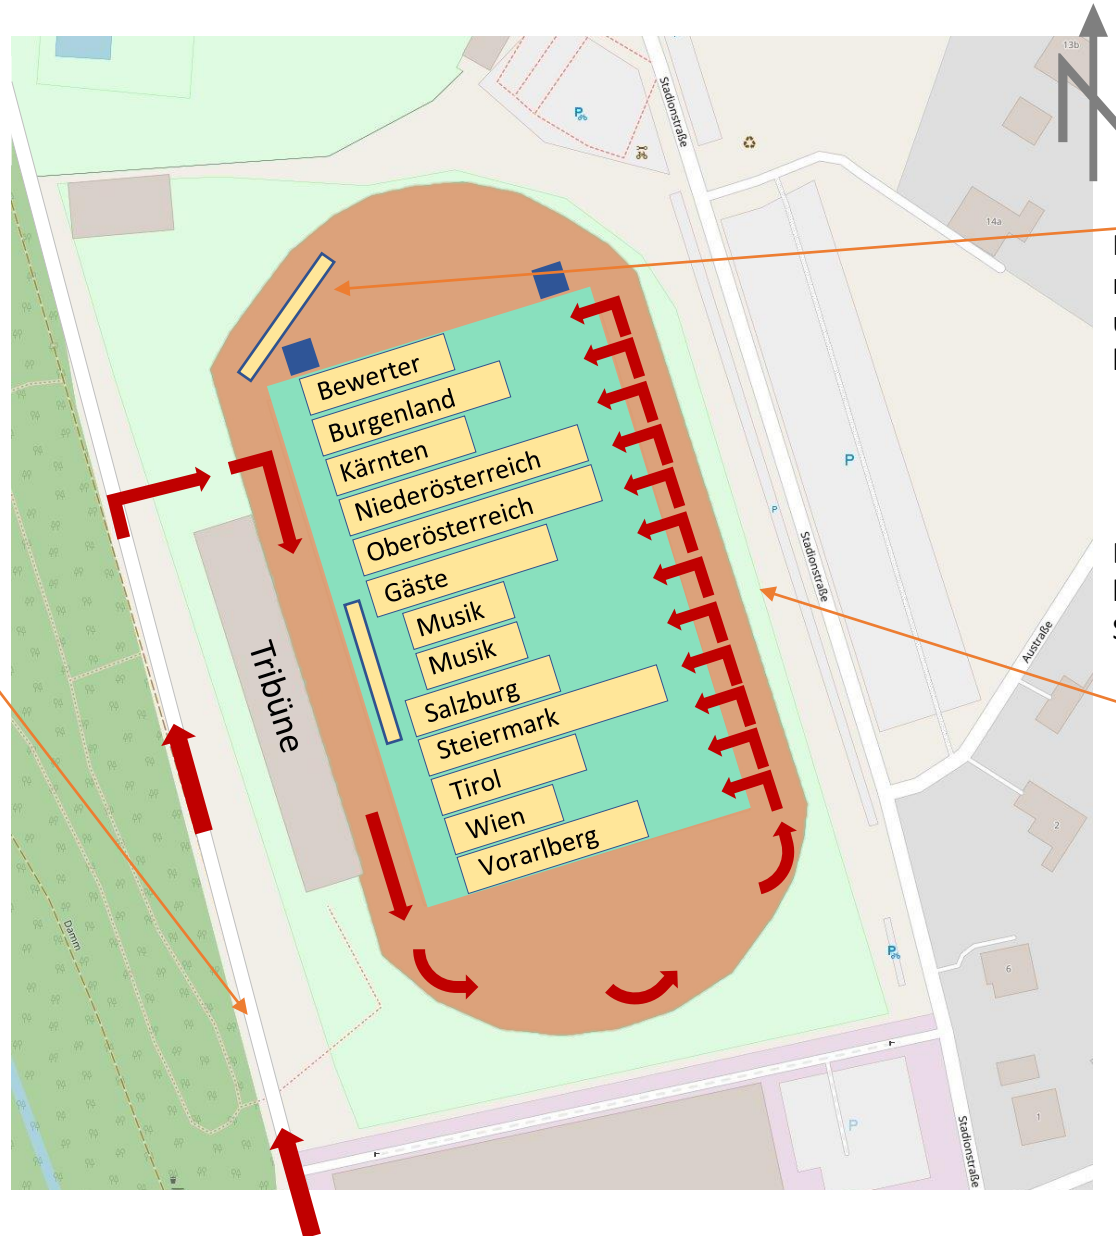 13b
Stadionstraße
14a
Bewerter
Burgenland
Kärnten
Niederösterreich
Oberösterreich
Gäste
Musik
Musik
Salzburg
Steiermark
Tirol
Wien
Vorarlberg
Tribüne
P
P
P
P
Stadionstraße
Austraße
2
Damm
P
6
P
1
Stadionstraße